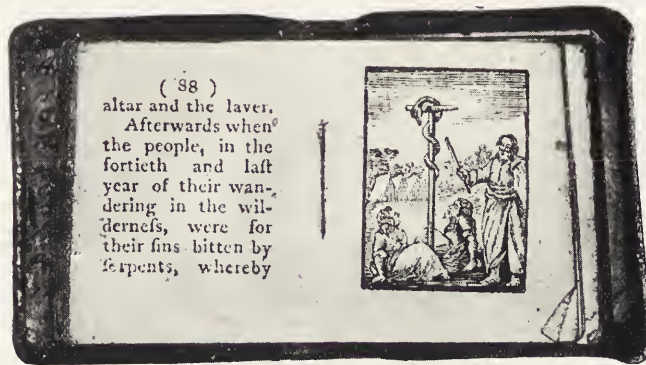 ( 88 )
altar and the laver.
Afterwards when
the people, in the
fortieth and laſt
year of their wan-
dering in the wil-
derneſs, were for
their ſins bitten by
ſerpents, whereby